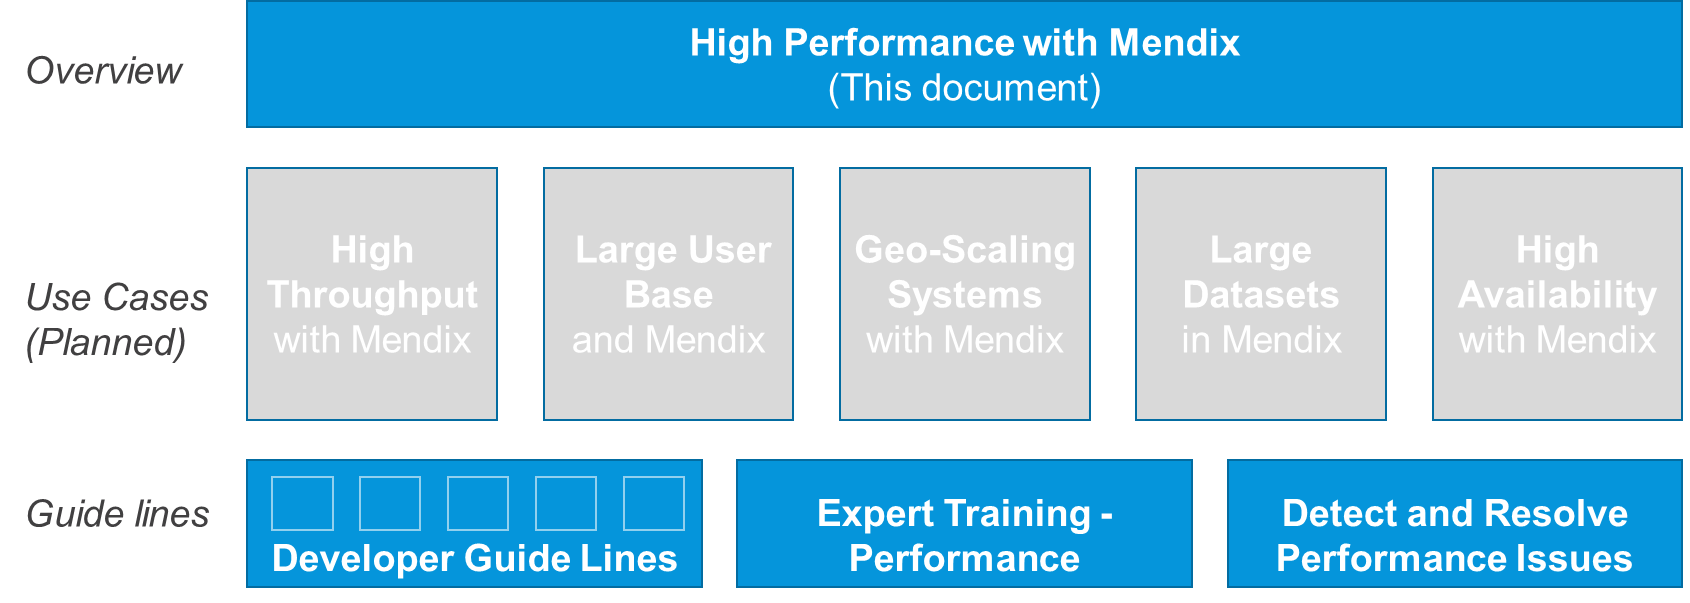 Overview
High Performance with Mendix
(This document)
Use Cases
(Planned)
High
Throughput
with Mendix
Large User
Base
and Mendix
Geo-Scaling
Systems
with Mendix
Large
Datasets
in Mendix
High
Availability
with Mendix
Guide lines
Developer Guide Lines
Expert Training -
Performance
Detect and Resolve
Performance Issues